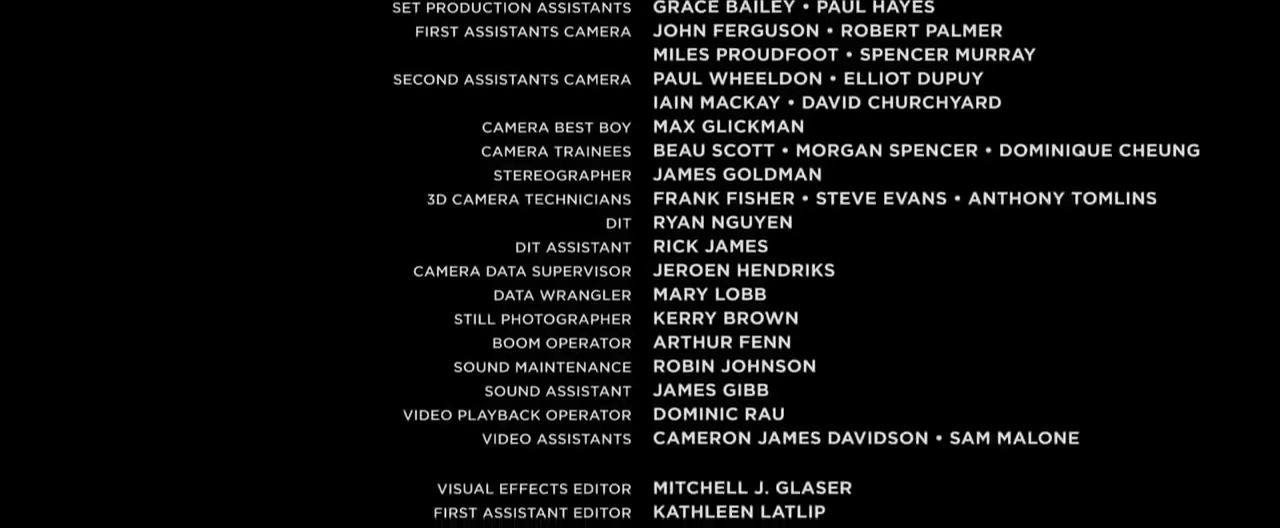 SET PRODUCTION ASSISTANTS GRACE BAILEY • PAUL HAYES
FIRST ASSISTANTS CAMERA JOHN FERGUSON • ROBERT PALMER
MILES PROUDFOOT • SPENCER MURRAY
SECOND ASSISTANTS CAMERA PAUL WHEELDON • ELLIOT DUPUY
IAIN MACKAY • DAVID CHURCHYARD
CAMERA BEST BOY MAX GLICKMAN
CAMERA TRAINEES BEAU SCOTT • MORGAN SPENCER • DOMINIQUE CHEUNG
STEREOGRAPHER JAMES GOLDMAN
3D CAMERA TECHNICIANS FRANK FISHER • STEVE EVANS • ANTHONY TOMLINS
DIT RYAN NGUYEN
DIT ASSISTANT RICK JAMES
CAMERA DATA SUPERVISOR JEROEN HENDRIKS
DATA WRANGLER MARY LOBB
STILL PHOTOGRAPHER KERRY BROWN
BOOM OPERATOR ARTHUR FENN
SOUND MAINTENANCE ROBIN JOHNSON
SOUND ASSISTANT JAMES GIBB
VIDEO PLAYBACK OPERATOR DOMINIC RAU
VIDEO ASSISTANTS CAMERON JAMES DAVIDSON • SAM MALONE
VISUAL EFFECTS EDITOR MITCHELL J. GLASER
FIRST ASSISTANT EDITOR KATHLEEN LATLIP